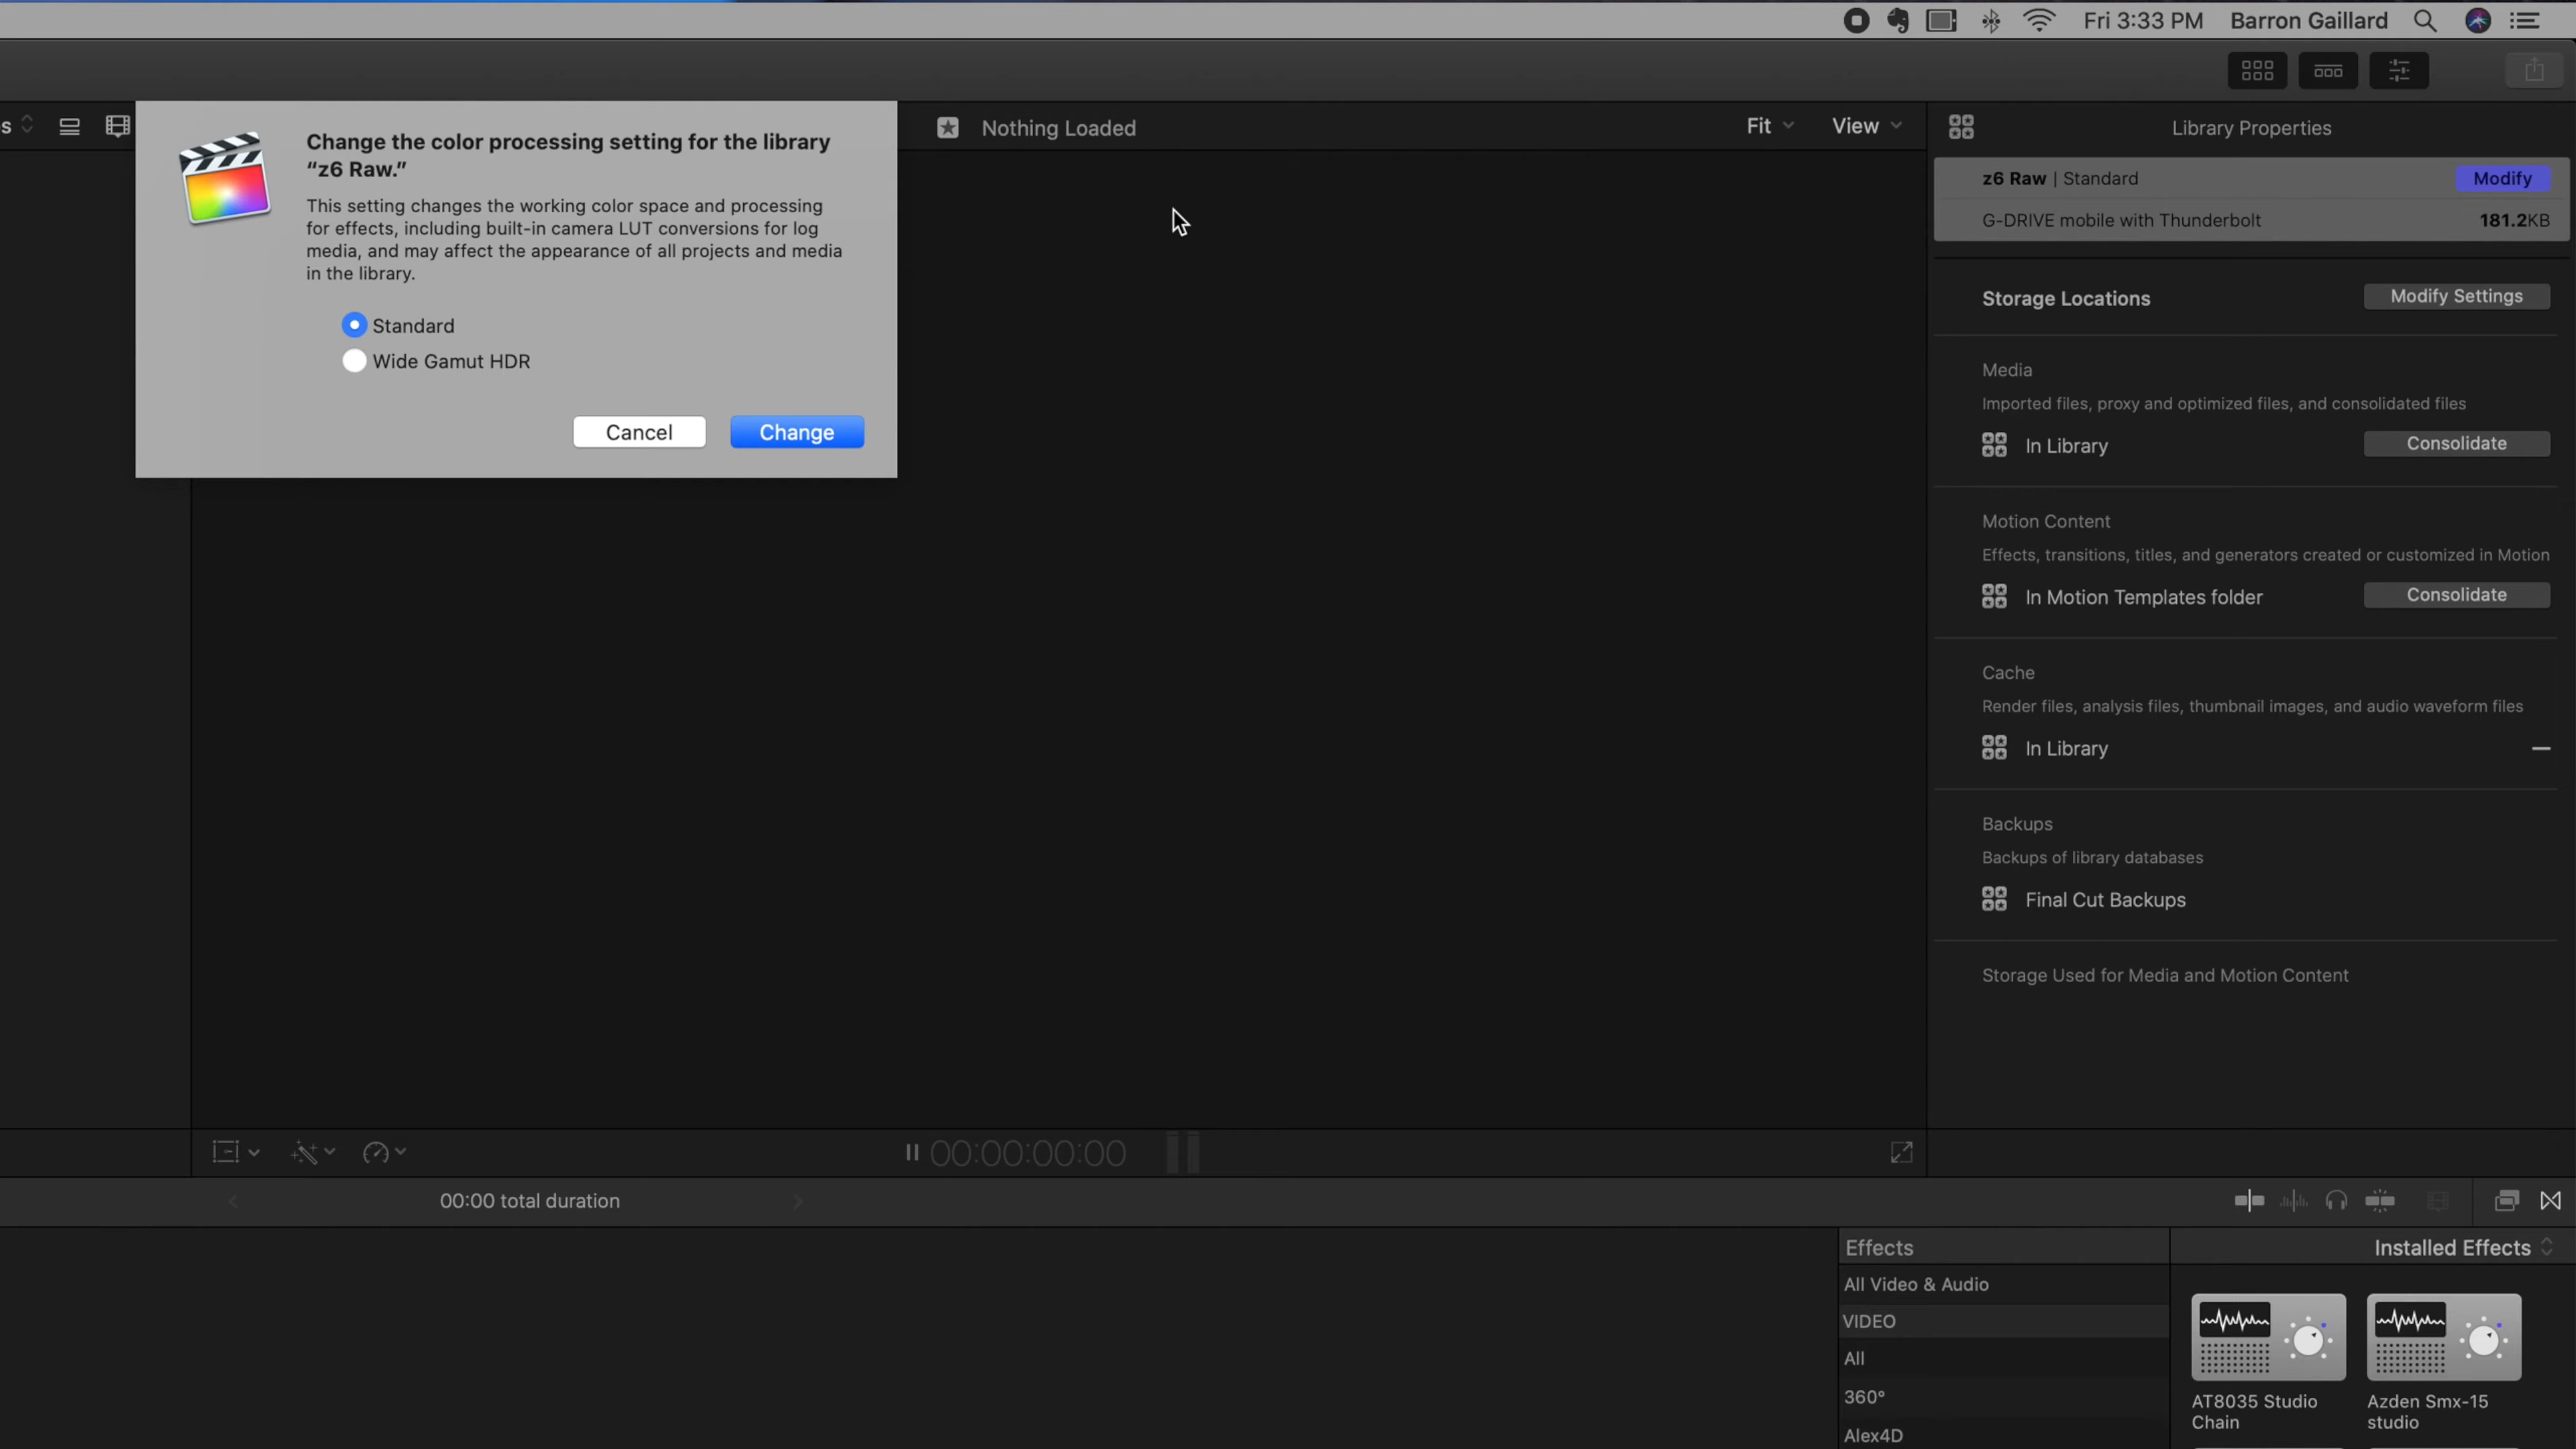 Fri 3:33 PM Barron Gaillard
s
Nothing Loaded
Fit
View
Library Properties
Change the color processing setting for the library
“z6 Raw.”
This setting changes the working color space and processing
for effects, including built-in camera LUT conversions for log
media, and may affect the appearance of all projects and media
in the library.
Standard
Wide Gamut HDR
Cancel
Change
z6 Raw | Standard
Modify
G-DRIVE mobile with Thunderbolt
181.2KB
Storage Locations
Modify Settings
Media
Imported files, proxy and optimized files, and consolidated files
In Library
Consolidate
Motion Content
Effects, transitions, titles, and generators created or customized in Motion
In Motion Templates folder
Consolidate
Cache
Render files, analysis files, thumbnail images, and audio waveform files
In Library
Backups
Backups of library databases
Final Cut Backups
Storage Used for Media and Motion Content
00:00:00:00
00:00 total duration
Effects
Installed Effects
All Video & Audio
VIDEO
All
360°
Alex4D
AT8035 Studio
Chain
Azden Smx-15
studio